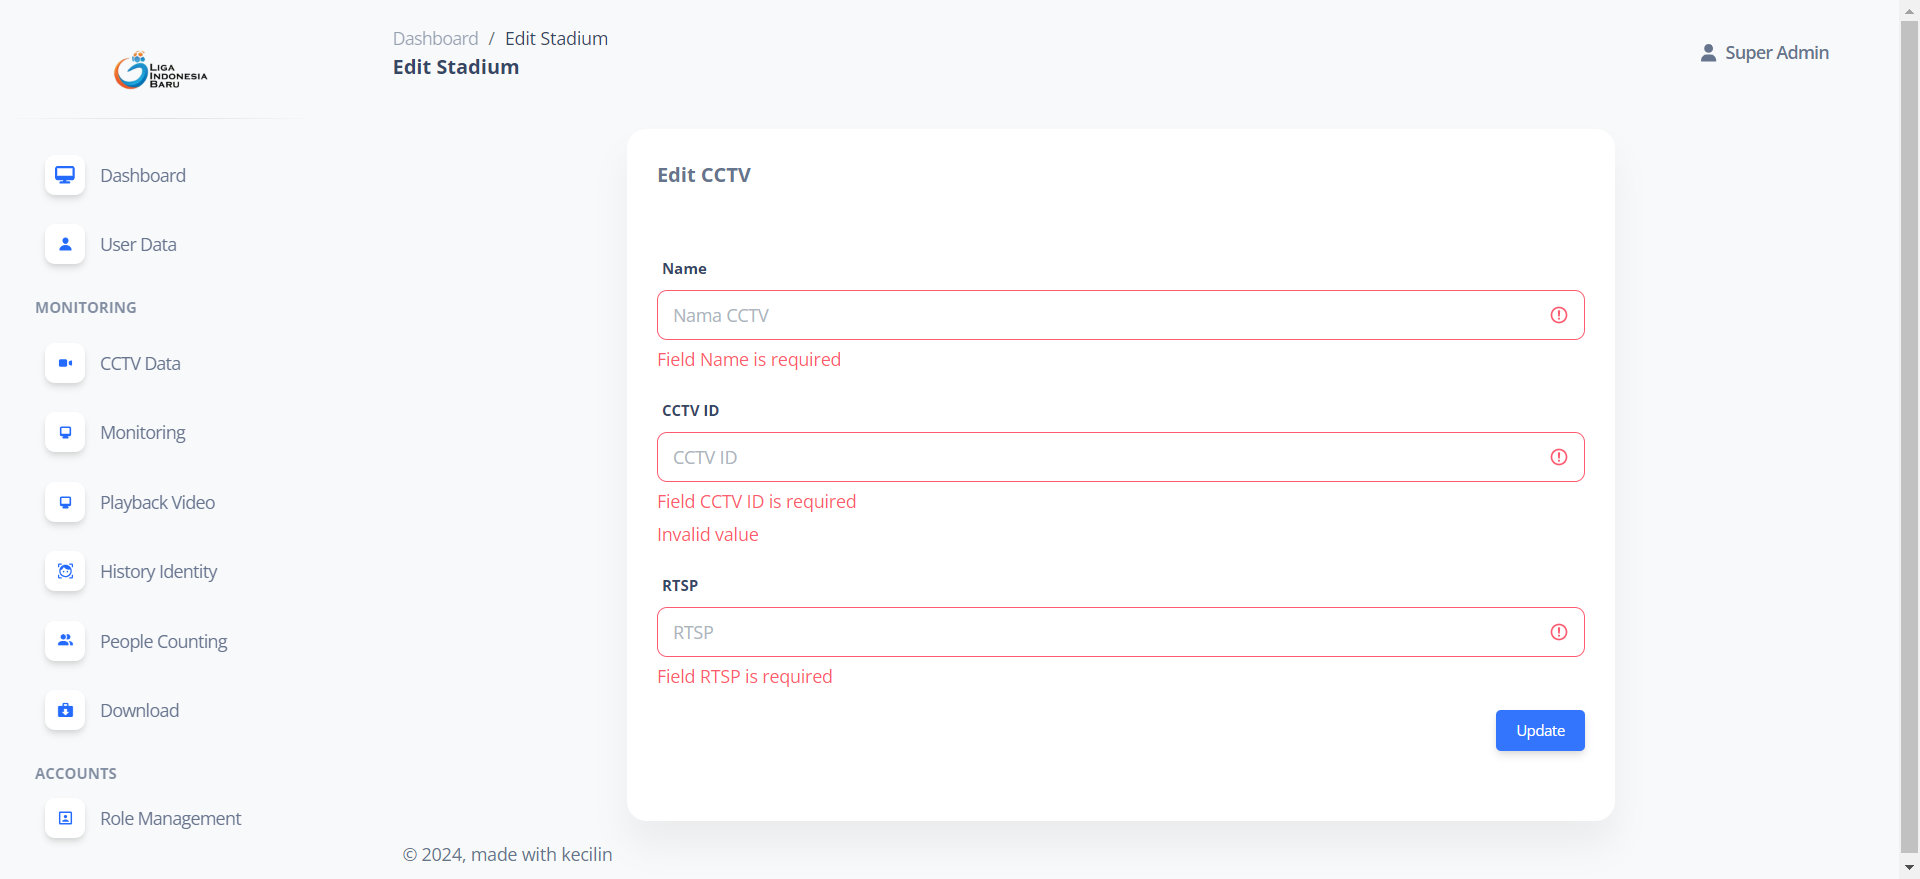 LIGA
INDONESIA
BARU
Dashboard / Edit Stadium
Edit Stadium
Super Admin
Dashboard
User Data
MONITORING
CCTV Data
Monitoring
Playback Video
History Identity
People Counting
Download
ACCOUNTS
Role Management
Edit CCTV
Name
Nama CCTV
Field Name is required
CCTV ID
CCTV ID
Field CCTV ID is required
Invalid value
RTSP
RTSP
Field RTSP is required
Update
© 2024, made with kecilin